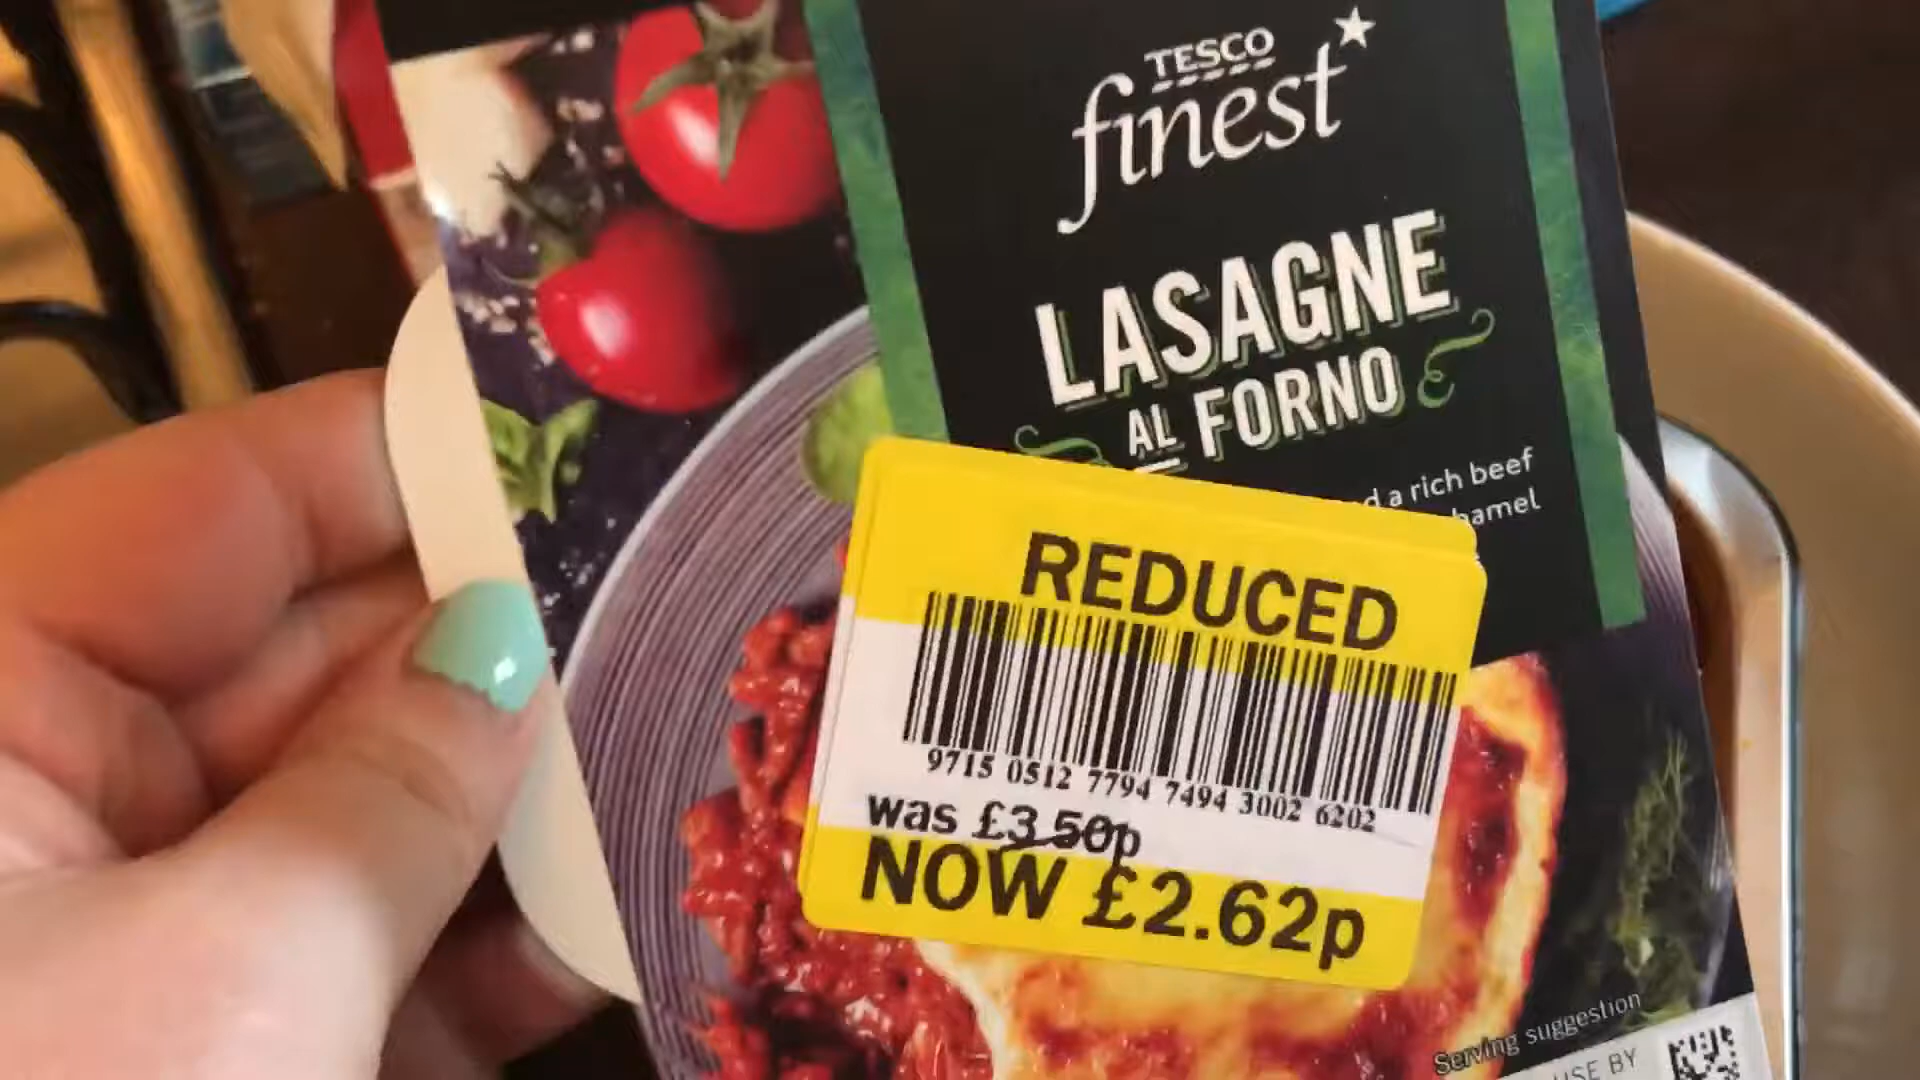 TESCO
finest
LASAGNE
AL FORNO
a rich beef
REDUCED
9715 0512 7794 7494 3002 6202
was £3.50p
NOW £2.62p
Serving suggestion
USE BY